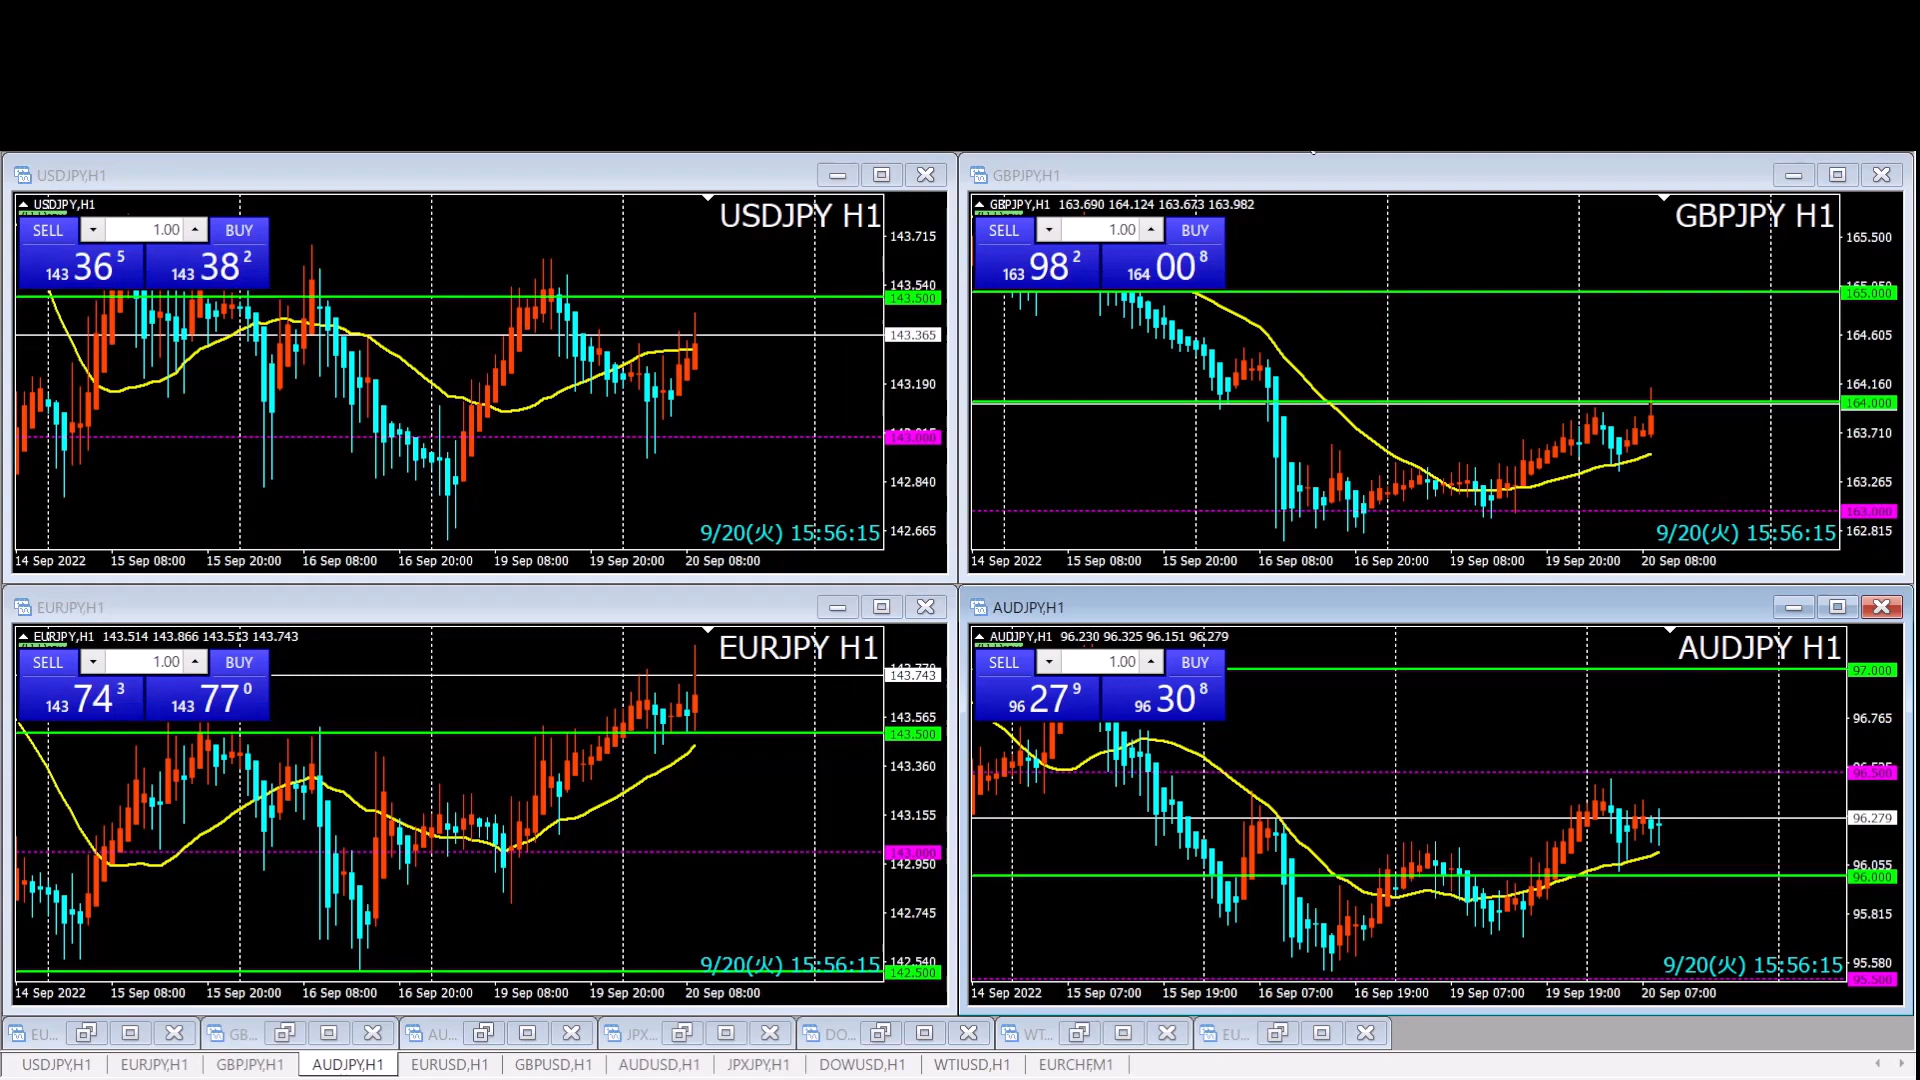 USDJPY,H1
USDJPY,H1
USDJPY H1
SELL 1.00 BUY
143 36 5 143 38 2
143.715
143.540
143.500
143.365
143.190
143.000
142.840
142.665
9/20(火) 15:56:15
14 Sep 2022 15 Sep 08:00 15 Sep 20:00 16 Sep 08:00 16 Sep 20:00 19 Sep 08:00 19 Sep 20:00 20 Sep 08:00
GBPJPY,H1
GBPJPY,H1 163.690 164.124 163.673 163.982
GBPJPY H1
SELL 1.00 BUY
163 98 2 164 00 8
165.500
165.000
164.605
164.160
164.000
163.710
163.265
163.000
162.815
9/20(火) 15:56:15
14 Sep 2022 15 Sep 08:00 15 Sep 20:00 16 Sep 08:00 16 Sep 20:00 19 Sep 08:00 19 Sep 20:00 20 Sep 08:00
EURJPY,H1
EURJPY,H1 143.514 143.866 143.513 143.743
EURJPY H1
SELL 1.00 BUY
143 74 3 143 77 0
143.743
143.565
143.500
143.360
143.155
143.000
142.950
142.745
142.540
142.500
9/20(火) 15:56:15
14 Sep 2022 15 Sep 08:00 15 Sep 20:00 16 Sep 08:00 16 Sep 20:00 19 Sep 08:00 19 Sep 20:00 20 Sep 08:00
AUDJPY,H1
AUDJPY,H1 96.230 96.325 96.151 96.279
AUDJPY H1
SELL 1.00 BUY
96 27 9 96 30 8
97.000
96.765
96.500
96.279
96.055
96.000
95.815
95.580
95.500
9/20(火) 15:56:15
14 Sep 2022 15 Sep 07:00 15 Sep 19:00 16 Sep 07:00 16 Sep 19:00 19 Sep 07:00 19 Sep 19:00 20 Sep 07:00
EU... GB... AU... JPX... DO... WT... EU...
USDJPY,H1 EURJPY,H1 GBPJPY,H1 AUDJPY,H1 EURUSD,H1 GBPUSD,H1 AUDUSD,H1 JPXJPY,H1 DOWUSD,H1 WTIUSD,H1 EURCHF,M1